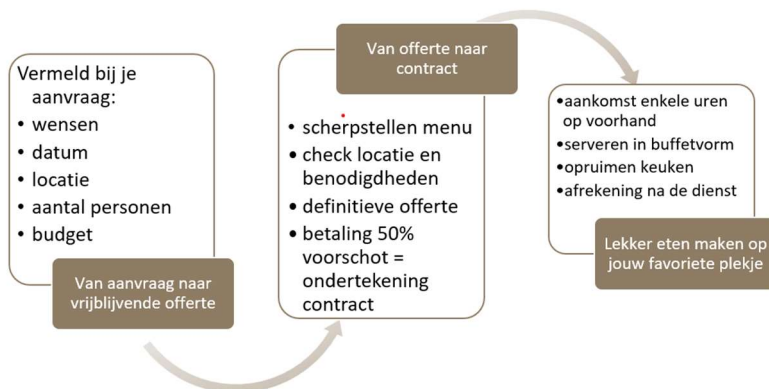 Vermeld bij je
aanvraag:
• wensen
• datum
• locatie
• aantal personen
• budget
Van aanvraag naar
vrijblijvende offerte
Van offerte naar
contract
• scherpstellen menu
• check locatie en
benodigdheden
• definitieve offerte
• betaling 50%
voorschot =
ondertekening
contract
•aankomst enkele uren
op voorhand
•serveren in buffetvorm
•opruimen keuken
•afrekening na de dienst
Lekker eten maken op
jouw favoriete plekje